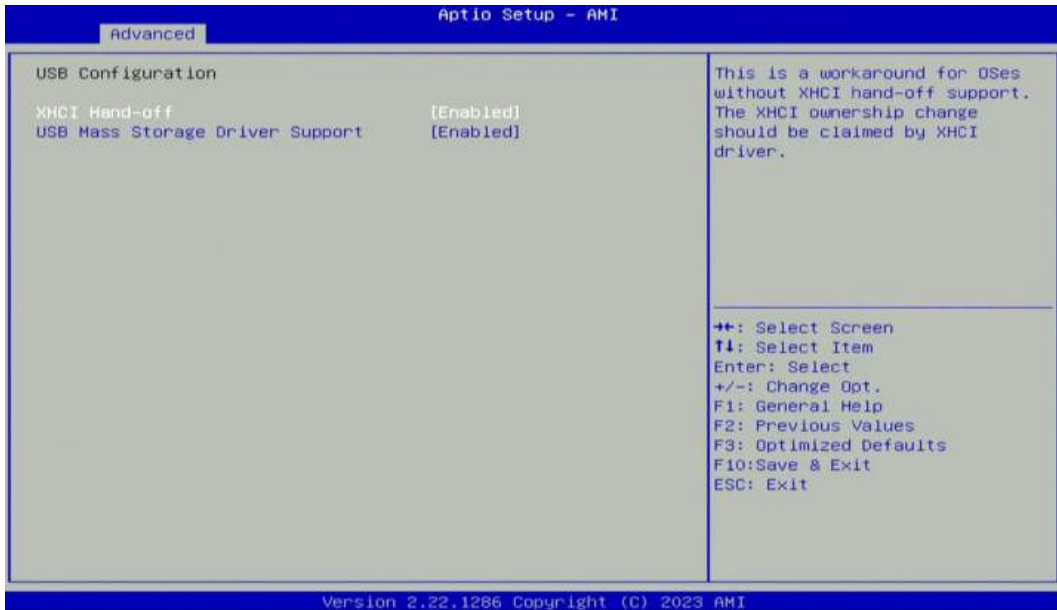 Aptio Setup - AMI
Advanced
USB Configuration
XHCI Hand-off [Enabled]
USB Mass Storage Driver Support [Enabled]
This is a workaround for OSes
without XHCI hand-off support.
The XHCI ownership change
should be claimed by XHCI
driver.
→←: Select Screen
↑↓: Select Item
Enter: Select
+/-: Change Opt.
F1: General Help
F2: Previous Values
F3: Optimized Defaults
F10:Save & Exit
ESC: Exit
Version 2.22.1286 Copyright (C) 2023 AMI